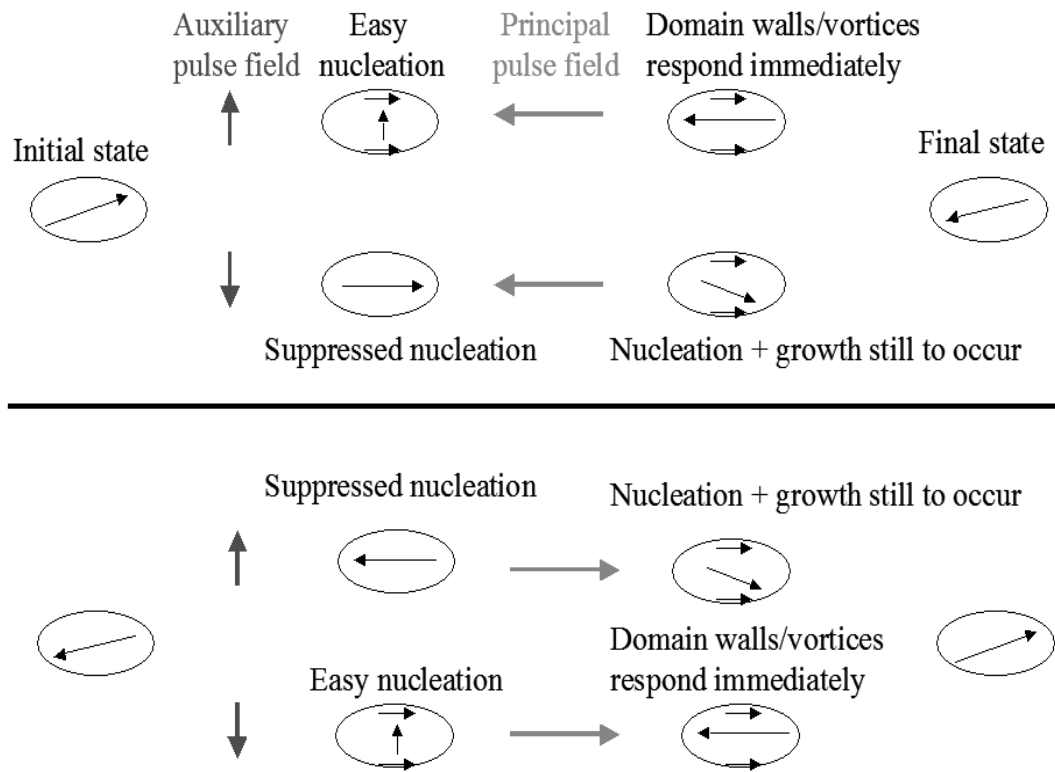 Auxiliary
pulse field
Easy
nucleation
Principal
pulse field
Domain walls/vortices
respond immediately
Initial state
Final state
Suppressed nucleation
Nucleation + growth still to occur
Suppressed nucleation
Nucleation + growth still to occur
Easy nucleation
Domain walls/vortices
respond immediately